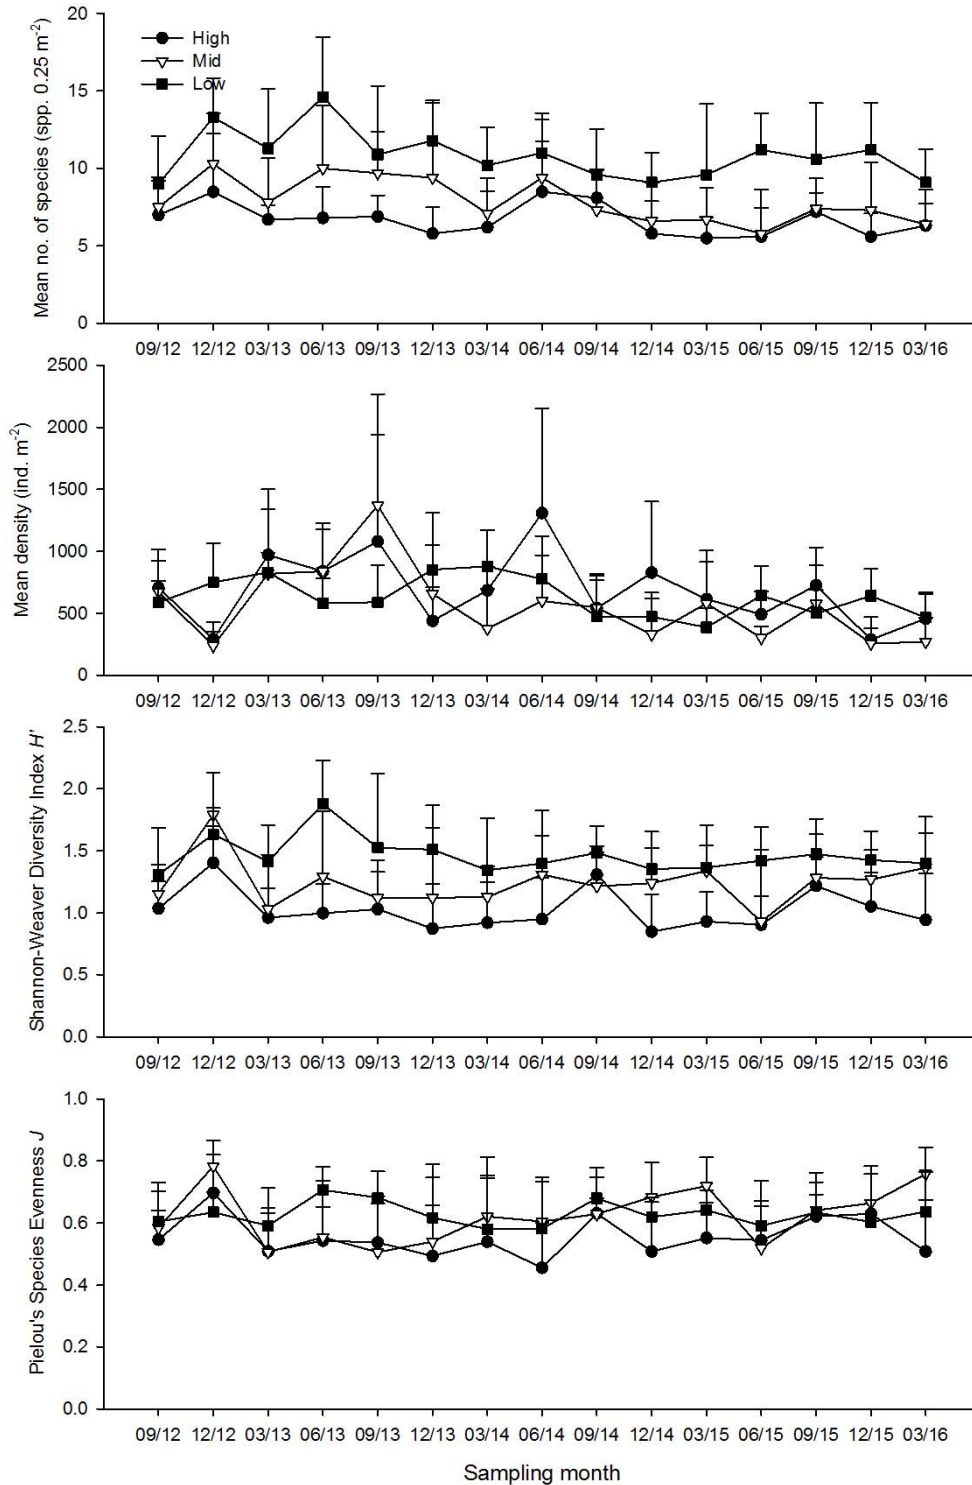 Mean no. of species (spp. 0.25 m-2)
20
15
10
5
0
High
Mid
Low
09/12 12/12 03/13 06/13 09/13 12/13 03/14 06/14 09/14 12/14 03/15 06/15 09/15 12/15 03/16
Mean density (ind. m-2)
2500
2000
1500
1000
500
0
09/12 12/12 03/13 06/13 09/13 12/13 03/14 06/14 09/14 12/14 03/15 06/15 09/15 12/15 03/16
Shannon-Weaver Diversity Index H'
2.5
2.0
1.5
1.0
0.5
0.0
09/12 12/12 03/13 06/13 09/13 12/13 03/14 06/14 09/14 12/14 03/15 06/15 09/15 12/15 03/16
Pielou's Species Evenness J
1.0
0.8
0.6
0.4
0.2
0.0
09/12 12/12 03/13 06/13 09/13 12/13 03/14 06/14 09/14 12/14 03/15 06/15 09/15 12/15 03/16
Sampling month